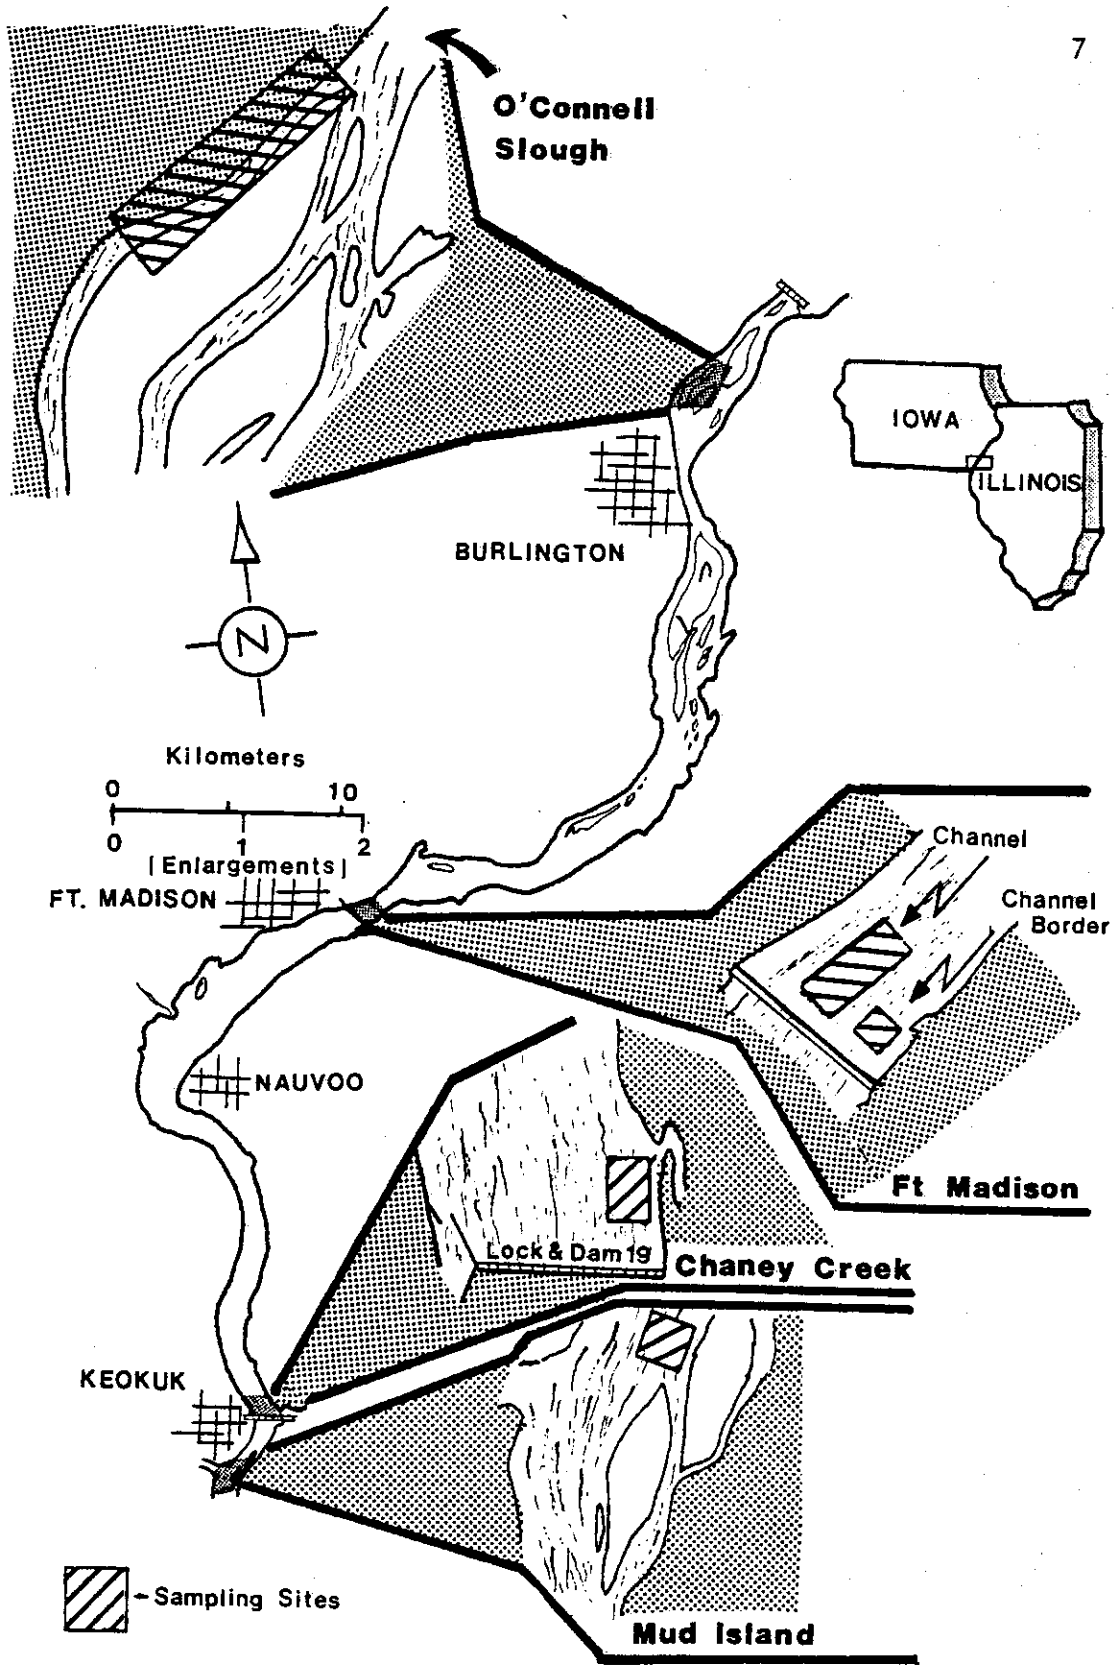 7
O'Connell
Slough
IOWA
ILLINOIS
BURLINGTON
N
Kilometers
0 10
0 1 2
[Enlargements]
FT. MADISON
Channel
Channel
Border
NAUVOO
Ft Madison
Lock & Dam 19
Chaney Creek
KEOKUK
Sampling Sites
Mud Island